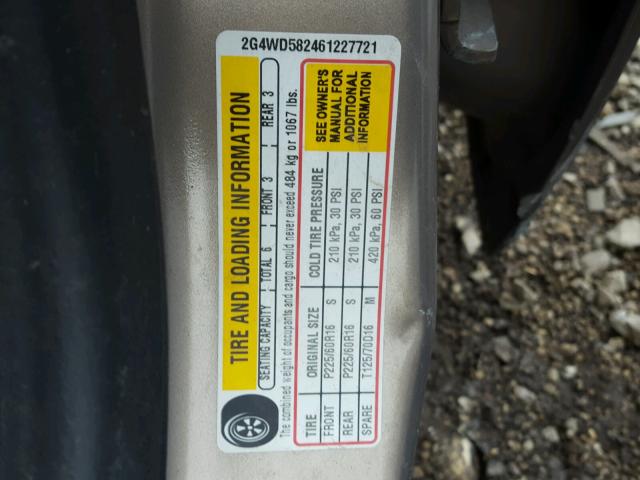 2G4WD582461227721
TIRE AND LOADING INFORMATION
SEATING CAPACITY TOTAL 6 FRONT 3 REAR 3
The combined weight of occupants and cargo should never exceed 484 kg or 1067 lbs.
TIRE ORIGINAL SIZE COLD TIRE PRESSURE
FRONT P225/60R16 S 210 kPa, 30 PSI
REAR P225/60R16 S 210 kPa, 30 PSI
SPARE T125/70D16 M 420 kPa, 60 PSI
SEE OWNER'S
MANUAL FOR
ADDITIONAL
INFORMATION